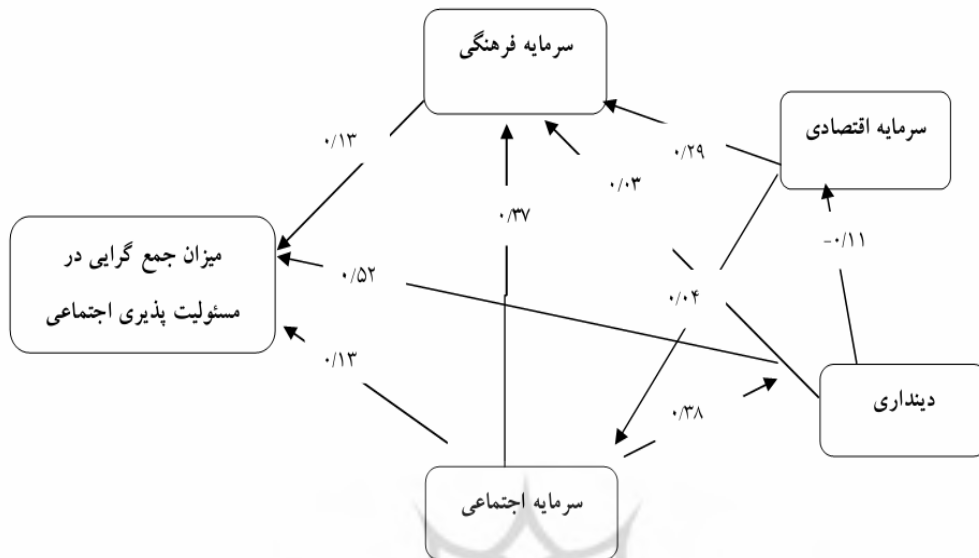 سرمایه فرهنگی
سرمایه اقتصادی
۰/۱۳
۰/۲۹
۰/۰۳
۰/۳۷
-۰/۱۱
میزان جمع گرایی در
مسئولیت پذیری اجتماعی
۰/۵۲
۰/۰۴
۰/۱۳
دینداری
۰/۳۸
سرمایه اجتماعی